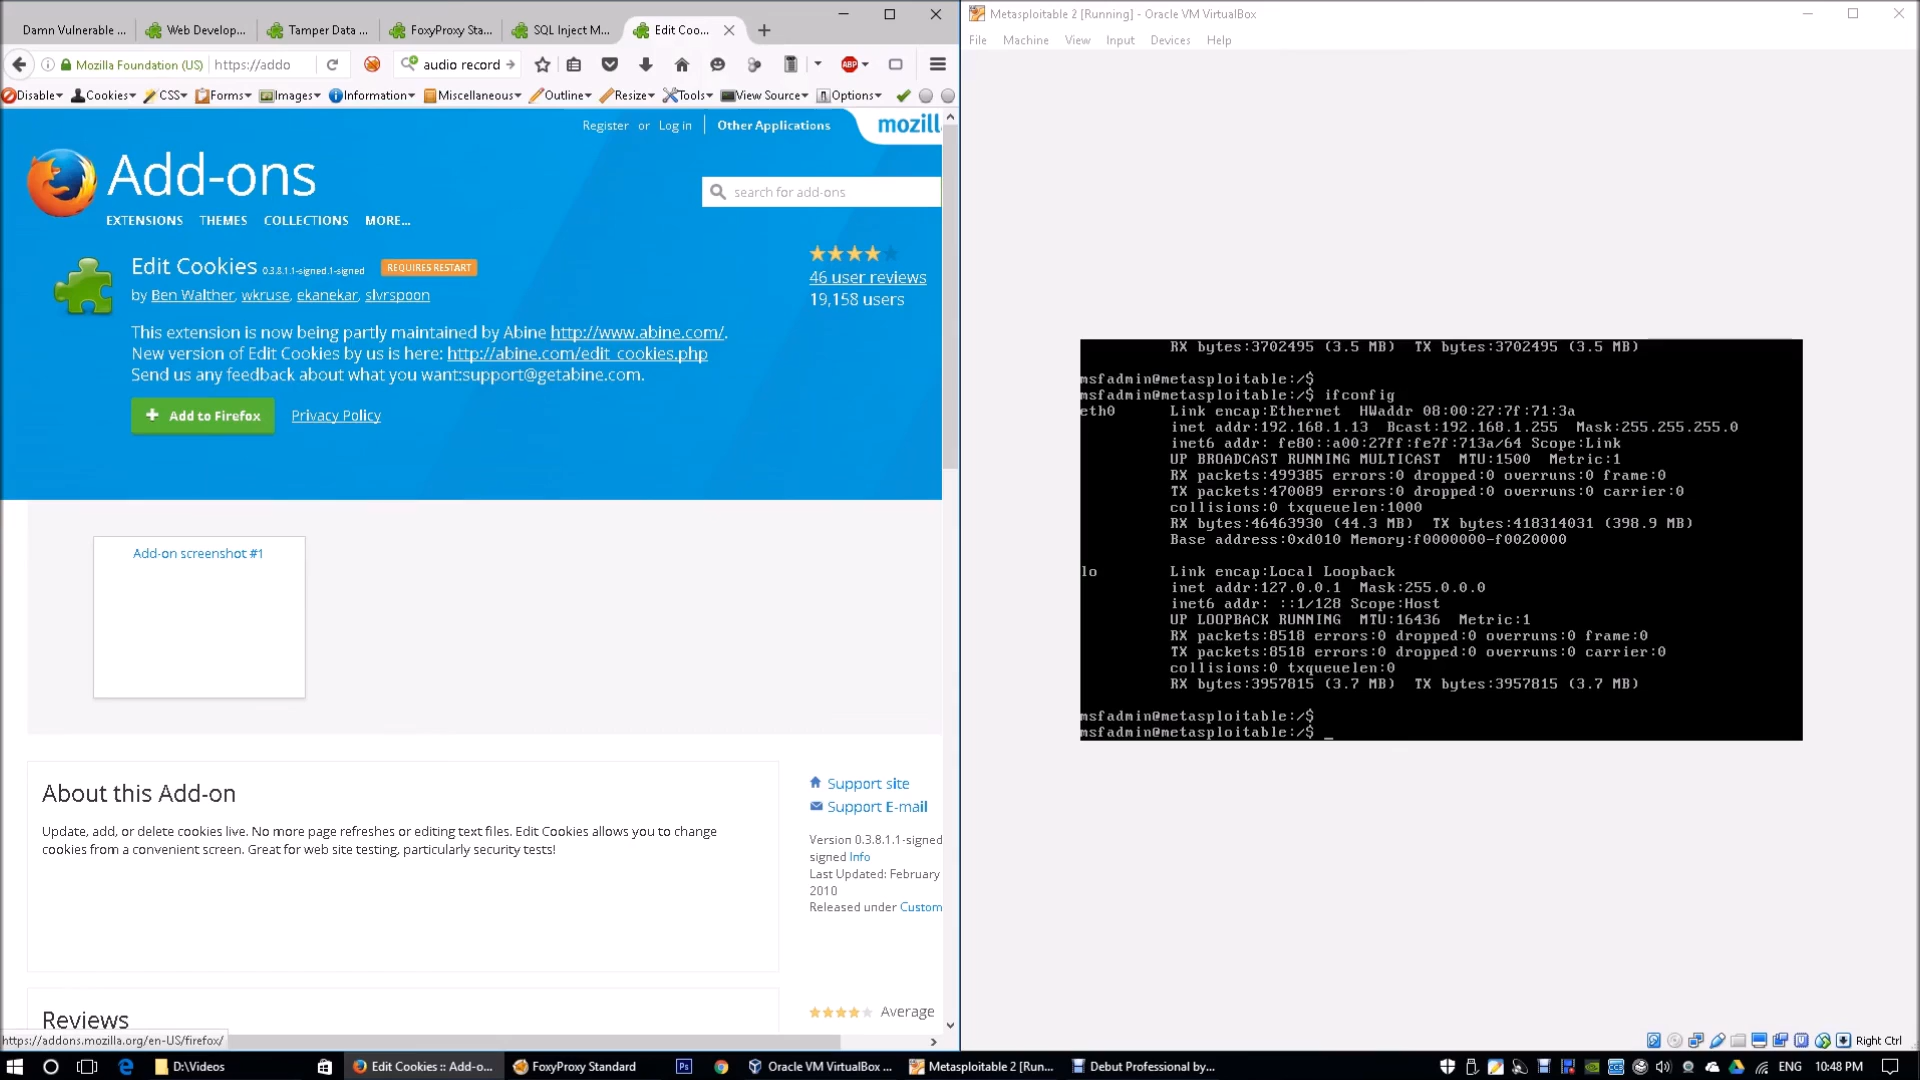 Damn Vulnerable ...
Web Develop...
Tamper Data ...
FoxyProxy Sta...
SQL Inject M...
Edit Coo...
Mozilla Foundation (US)
https://addo
audio record
ABP
Disable
Cookies
CSS
Forms
Images
Information
Miscellaneous
Outline
Resize
Tools
View Source
Options
Register or Log in
Other Applications
mozill
Add-ons
search for add-ons
EXTENSIONS THEMES COLLECTIONS MORE...
Edit Cookies 0.3.8.1.1-signed.1-signed REQUIRES RESTART
by Ben Walther, wkruse, ekanekar, slvrspoon
46 user reviews
19,158 users
This extension is now being partly maintained by Abine http://www.abine.com/.
New version of Edit Cookies by us is here: http://abine.com/edit_cookies.php
Send us any feedback about what you want:support@getabine.com.
Add to Firefox
Privacy Policy
Add-on screenshot #1
About this Add-on
Update, add, or delete cookies live. No more page refreshes or editing text files. Edit Cookies allows you to change
cookies from a convenient screen. Great for web site testing, particularly security tests!
Support site
Support E-mail
Version 0.3.8.1.1-signed
signed Info
Last Updated: February
2010
Released under Custom
Reviews
Average
https://addons.mozilla.org/en-US/firefox/
Metasploitable 2 [Running] - Oracle VM VirtualBox
File Machine View Input Devices Help
RX bytes:3702495 (3.5 MB) TX bytes:3702495 (3.5 MB)
msfadmin@metasploitable:/$
msfadmin@metasploitable:/$ ifconfig
eth0 Link encap:Ethernet HWaddr 08:00:27:7f:71:3a
inet addr:192.168.1.13 Bcast:192.168.1.255 Mask:255.255.255.0
inet6 addr: fe80::a00:27ff:fe7f:713a/64 Scope:Link
UP BROADCAST RUNNING MULTICAST MTU:1500 Metric:1
RX packets:499385 errors:0 dropped:0 overruns:0 frame:0
TX packets:470089 errors:0 dropped:0 overruns:0 carrier:0
collisions:0 txqueuelen:1000
RX bytes:46463930 (44.3 MB) TX bytes:418314031 (398.9 MB)
Base address:0xd010 Memory:f0000000-f0020000
lo Link encap:Local Loopback
inet addr:127.0.0.1 Mask:255.0.0.0
inet6 addr: ::1/128 Scope:Host
UP LOOPBACK RUNNING MTU:16436 Metric:1
RX packets:8518 errors:0 dropped:0 overruns:0 frame:0
TX packets:8518 errors:0 dropped:0 overruns:0 carrier:0
collisions:0 txqueuelen:0
RX bytes:3957815 (3.7 MB) TX bytes:3957815 (3.7 MB)
msfadmin@metasploitable:/$
msfadmin@metasploitable:/$ _
Right Ctrl
D:\Videos
Edit Cookies :: Add-o...
FoxyProxy Standard
Ps
Oracle VM VirtualBox ...
Metasploitable 2 [Run...
Debut Professional by...
ENG
10:48 PM